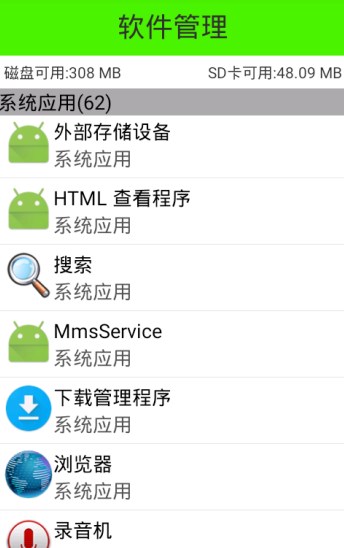 软件管理
磁盘可用:308 MB SD卡可用:48.09 MB
系统应用(62)
外部存储设备
系统应用
HTML 查看程序
系统应用
搜索
系统应用
MmsService
系统应用
下载管理程序
系统应用
浏览器
系统应用
录音机